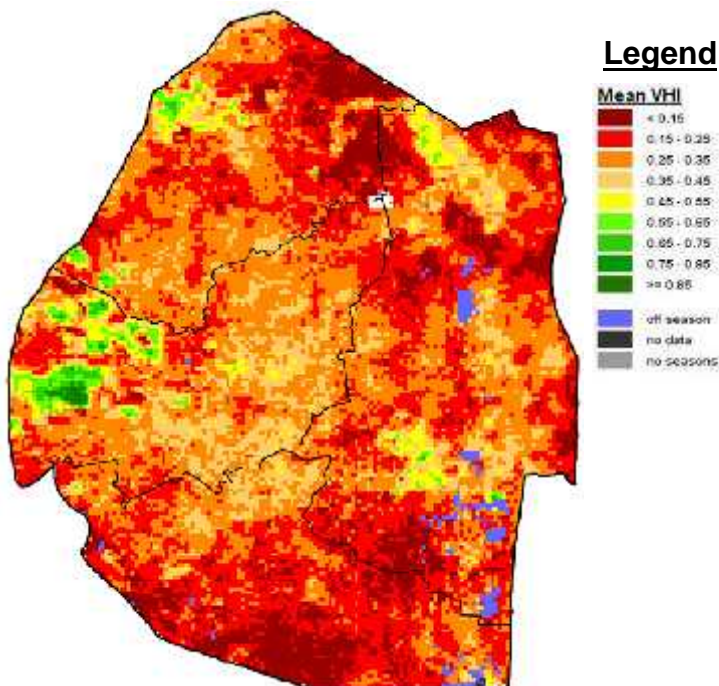 Legend
Mean VHI
< 0.15
0.15 - 0.25
0.25 - 0.35
0.35 - 0.45
0.45 - 0.55
0.55 - 0.65
0.65 - 0.75
0.75 - 0.85
>= 0.85
off season
no data
no seasons